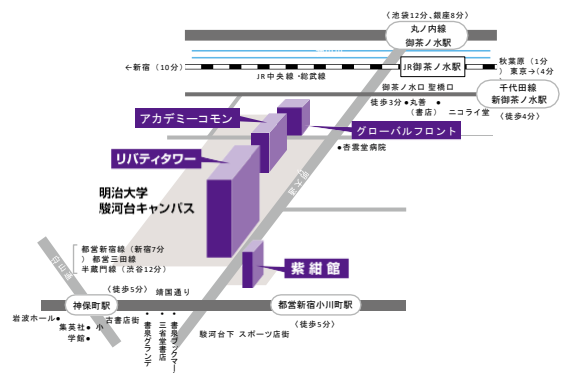 〈池袋12分、銀座8分〉
丸ノ内線
御茶ノ水駅
←新宿（10分）
JR御茶ノ水駅
秋葉原（1分
）東京→（4分
）
JR中央線・総武線
御茶ノ水口 聖橋口
千代田線
新御茶ノ水駅
徒歩3分 ●丸善
（書店）
ニコライ堂
〈徒歩4分〉
アカデミーコモン
グローバルフロント
●杏雲堂病院
リバティタワー
明治大学
駿河台キャンパス
明大通
都営新宿線（新宿7分
）都営三田線
半蔵門線（渋谷12分）
白山通
紫紺館
〈徒歩5分〉
靖国通り
神保町駅
都営新宿線小川町駅
〈徒歩5分〉
岩波ホール●
集英社● 小
学館●
古書店街
●書泉グランデ
●三省堂書店
●書泉ブックマート
駿河台下 スポーツ店街